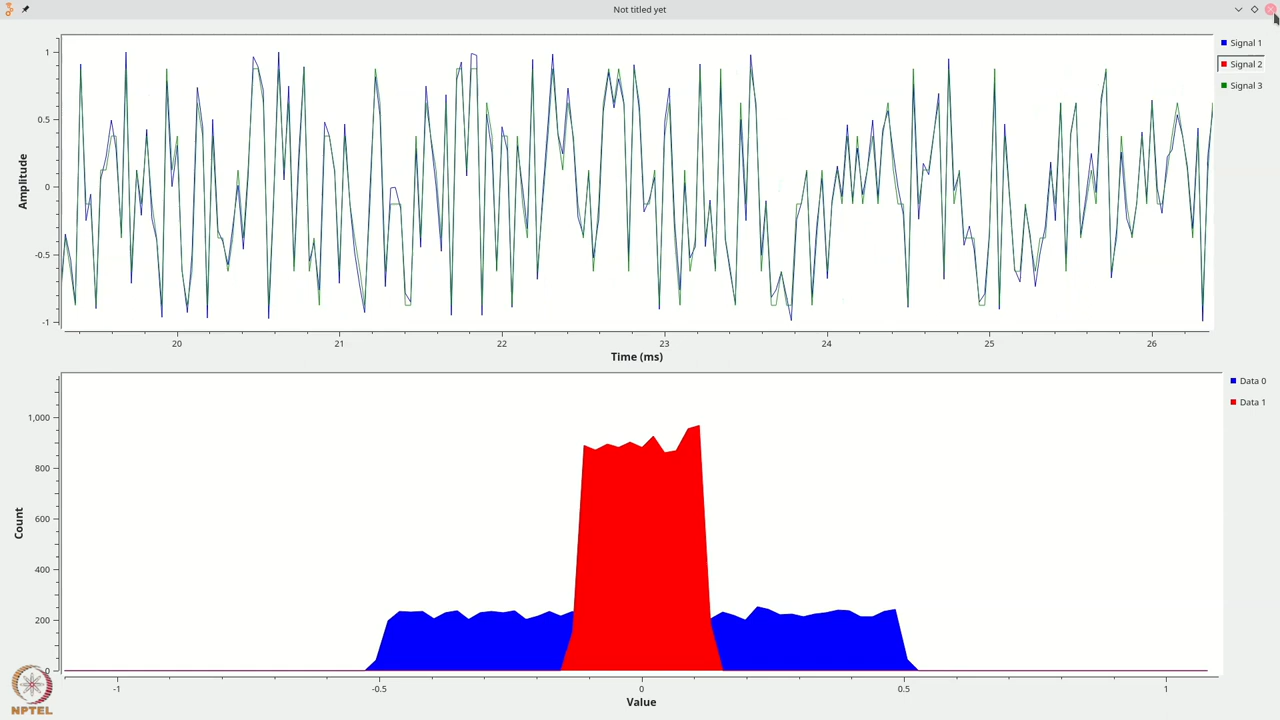 Not titled yet
Signal 1
Signal 2
Signal 3
1
0.5
0
-0.5
-1
Amplitude
20 21 22 23 24 25 26
Time (ms)
Data 0
Data 1
1,000
800
600
400
200
0
Count
-1 -0.5 0 0.5 1
Value
NPTEL